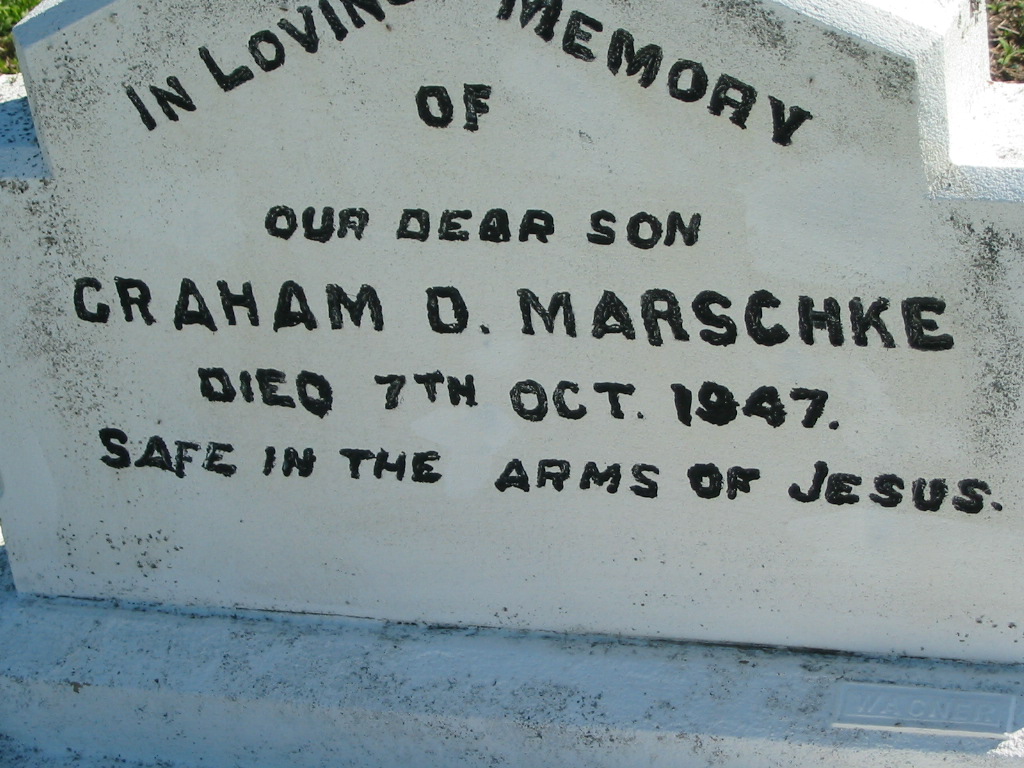 IN LOVING MEMORY
OF
OUR DEAR SON
GRAHAM D. MARSCHKE
DIED 7TH OCT. 1947.
SAFE IN THE ARMS OF JESUS.
WAGNER